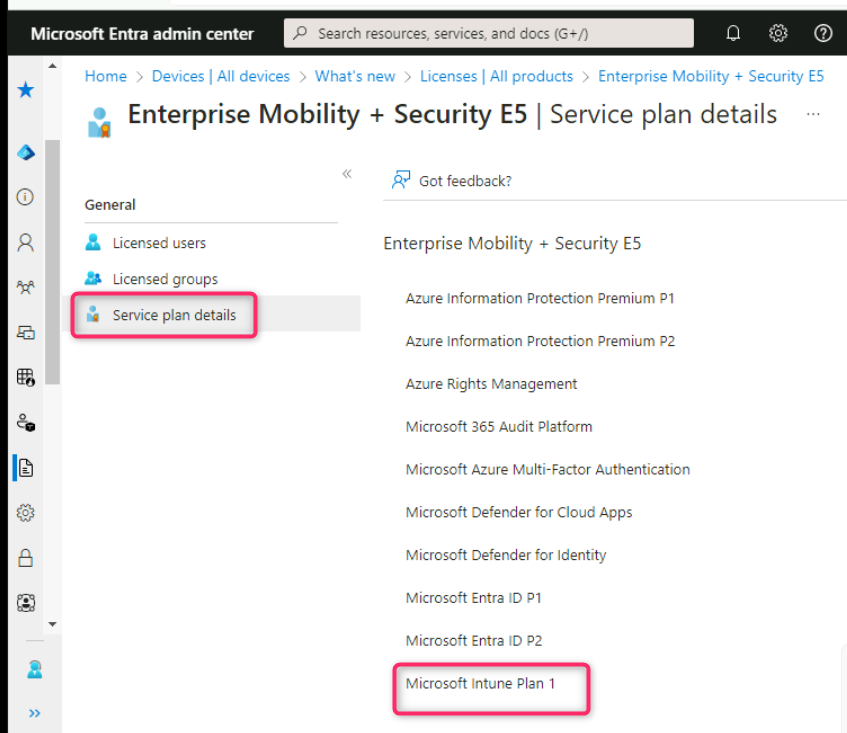 Microsoft Entra admin center
Search resources, services, and docs (G+/)
Home > Devices | All devices > What's new > Licenses | All products > Enterprise Mobility + Security E5
Enterprise Mobility + Security E5 | Service plan details ...
Got feedback?
General
Licensed users
Licensed groups
Service plan details
Enterprise Mobility + Security E5
Azure Information Protection Premium P1
Azure Information Protection Premium P2
Azure Rights Management
Microsoft 365 Audit Platform
Microsoft Azure Multi-Factor Authentication
Microsoft Defender for Cloud Apps
Microsoft Defender for Identity
Microsoft Entra ID P1
Microsoft Entra ID P2
Microsoft Intune Plan 1